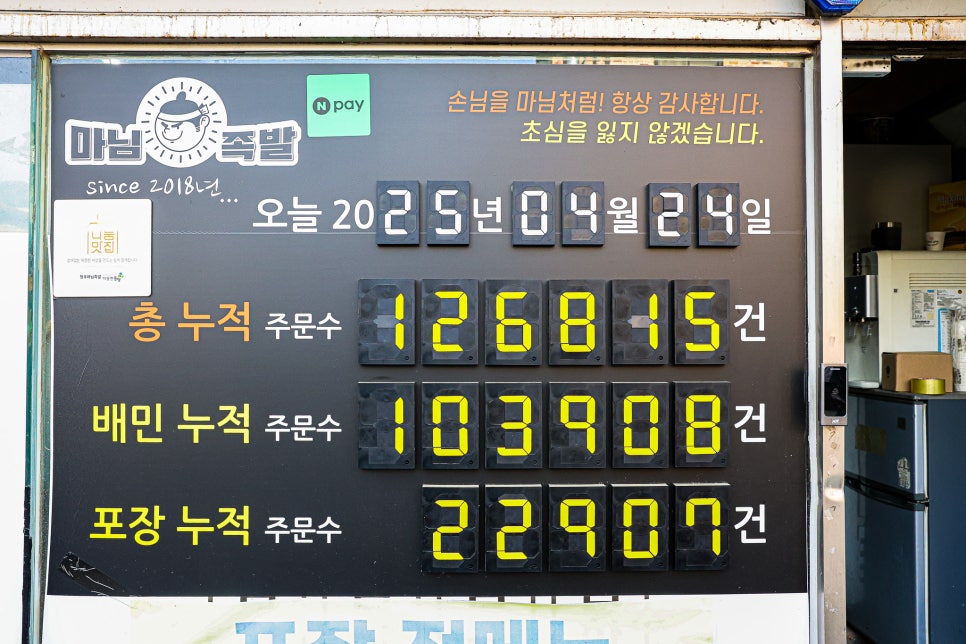 손님을 마님처럼! 항상 감사합니다.
초심을 잃지 않겠습니다.
N pay
마님 족발
since 2018년...
오늘 2025년 04월 24일
맛집
총 누적 주문수 126815건
배민 누적 주문수 103908건
포장 누적 주문수 22907건